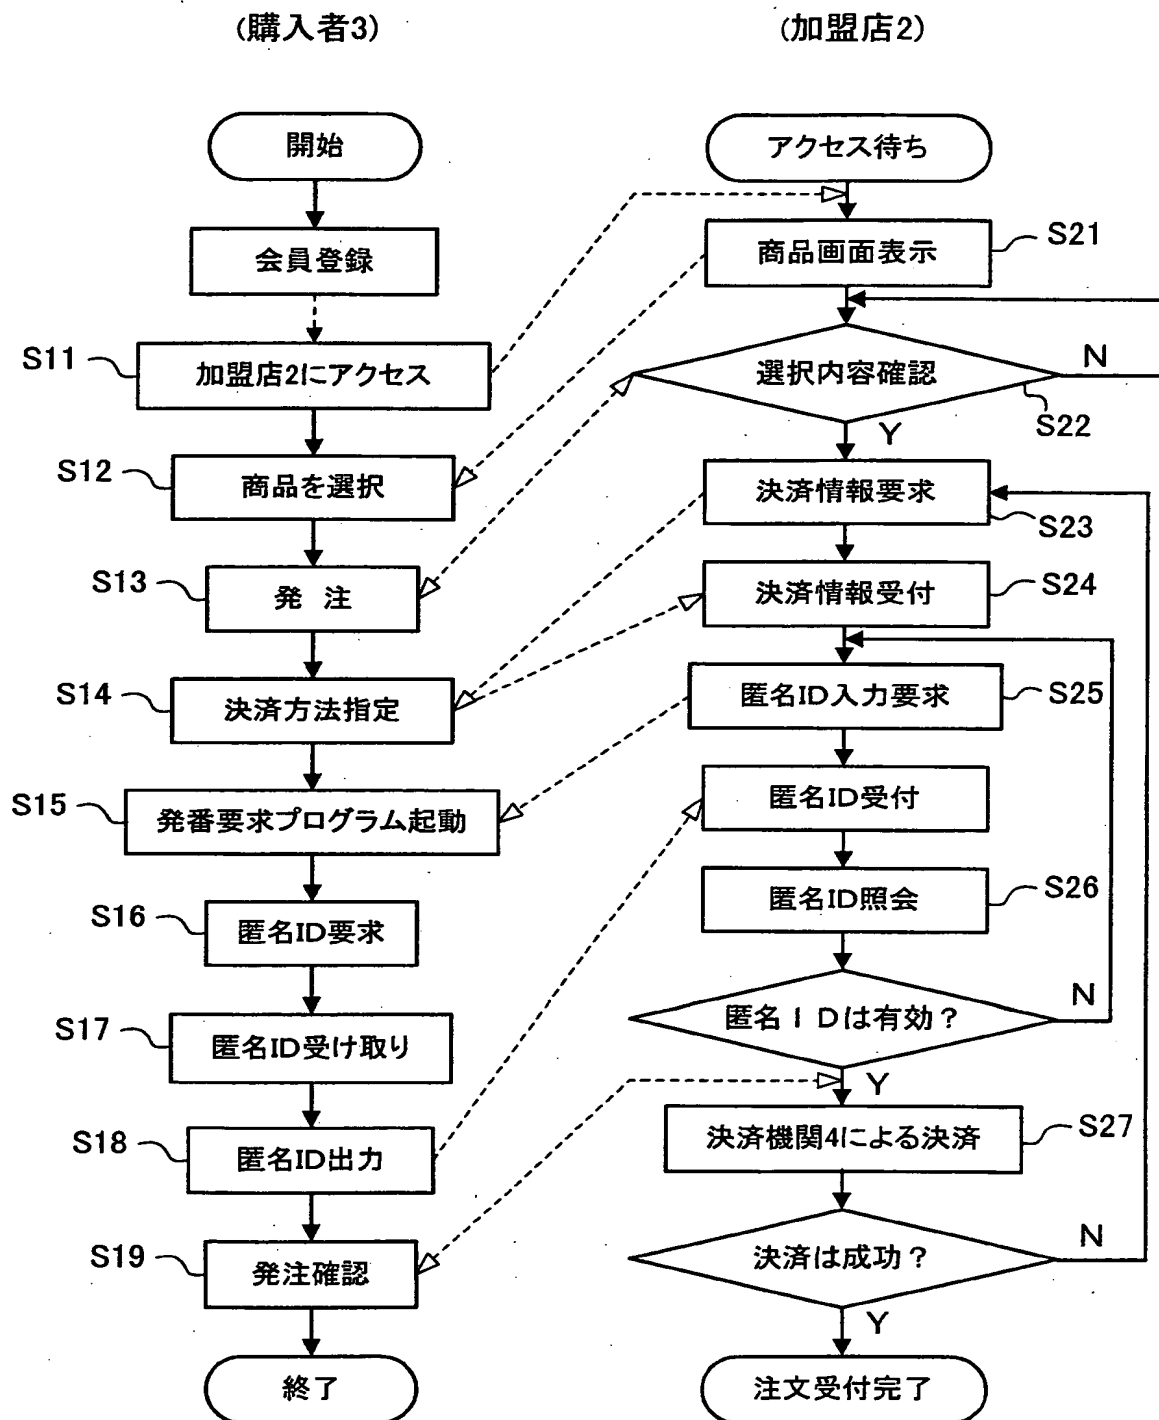 (購入者3)
(加盟店2)
開始
アクセス待ち
会員登録
商品画面表示
S21
S11
加盟店2にアクセス
選択内容確認
N
S22
Y
S12
商品を選択
決済情報要求
S23
S13
発 注
決済情報受付
S24
S14
決済方法指定
匿名ID入力要求
S25
S15
発番要求プログラム起動
匿名ID受付
S16
匿名ID要求
匿名ID照会
S26
S17
匿名ID受け取り
匿名IDは有効?
N
Y
S18
匿名ID出力
決済機関4による決済
S27
S19
発注確認
決済は成功?
N
Y
終了
注文受付完了